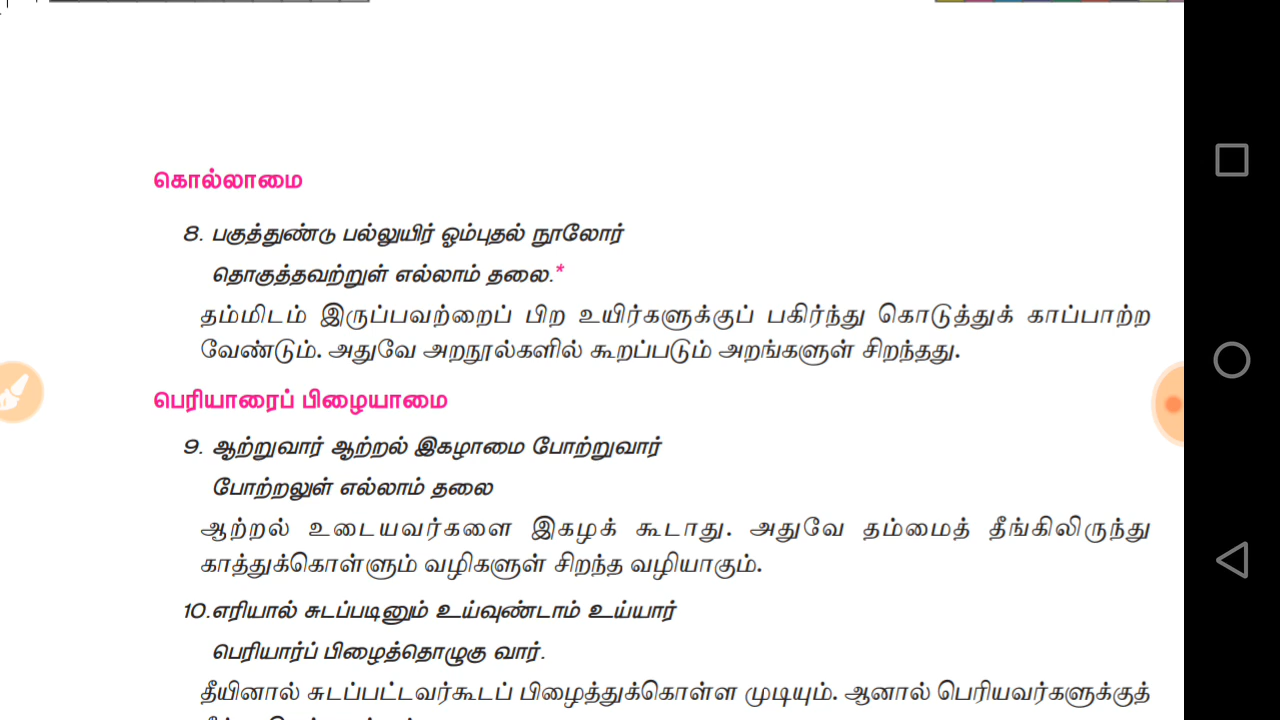 கொல்லாமை
8. பகுத்துண்டு பல்லுயிர் ஓம்புதல் நூலோர்
தொகுத்தவற்றுள் எல்லாம் தலை.*
தம்மிடம் இருப்பவற்றைப் பிற உயிர்களுக்குப் பகிர்ந்து கொடுத்துக் காப்பாற்ற
வேண்டும். அதுவே அறநூல்களில் கூறப்படும் அறங்களுள் சிறந்தது.
பெரியாரைப் பிழையாமை
9. ஆற்றுவார் ஆற்றல் இகழாமை போற்றுவார்
போற்றலுள் எல்லாம் தலை
ஆற்றல் உடையவர்களை இகழக் கூடாது. அதுவே தம்மைத் தீங்கிலிருந்து
காத்துக்கொள்ளும் வழிகளுள் சிறந்த வழியாகும்.
10.எரியால் சுடப்படினும் உய்வுண்டாம் உய்யார்
பெரியார்ப் பிழைத்தொழுகு வார்.
தீயினால் சுடப்பட்டவர்கூடப் பிழைத்துக்கொள்ள முடியும். ஆனால் பெரியவர்களுக்குத்